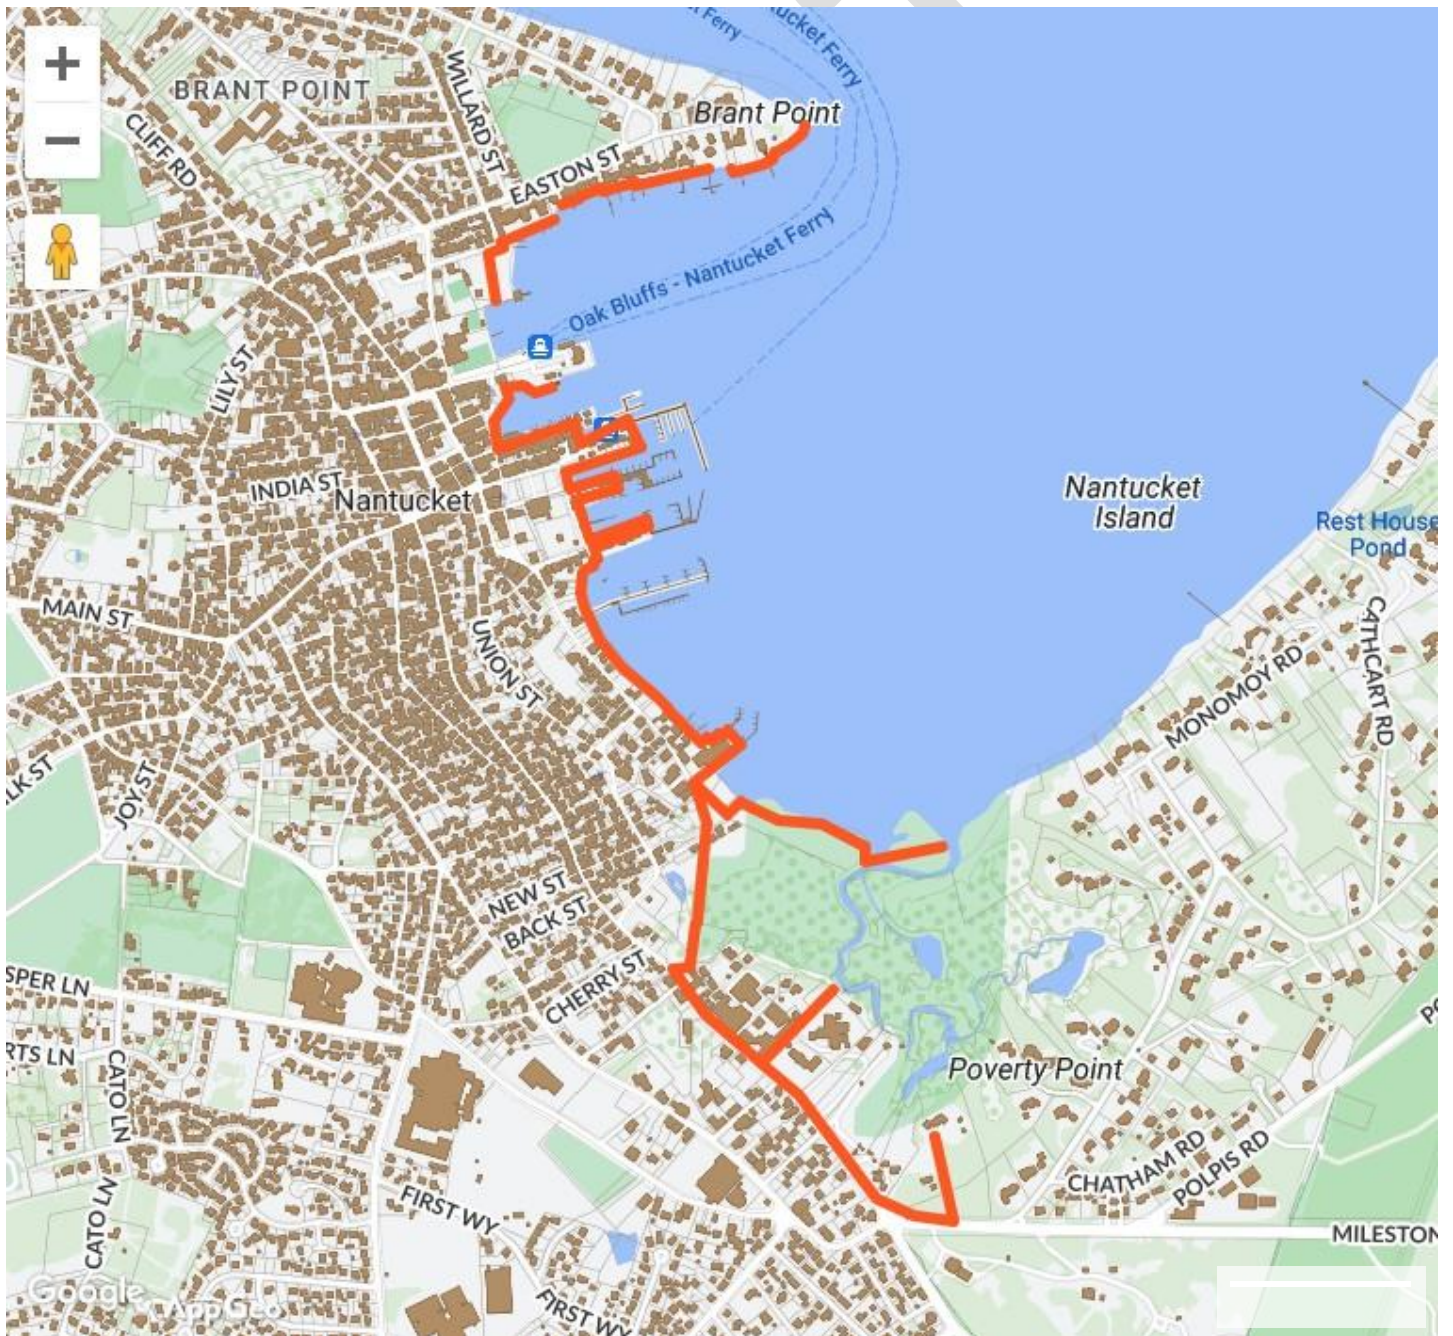 Ferry
Nantucket Ferry
BRANT POINT
WILLARD ST
Brant Point
CLIFF RD
EASTON ST
Oak Bluffs - Nantucket Ferry
LILY ST
INDIA ST
Nantucket
Nantucket
Island
Rest House
Pond
MAIN ST
UNION ST
CATHCART RD
MONOMOY RD
LK ST
JOY ST
NEW ST
BACK ST
CHERRY ST
SPER LN
RTS LN
CATO LN
Poverty Point
CHATHAM RD
POLPIS RD
CATO LN
FIRST WY
MILESTON
Google
AppGeo
FIRST WY